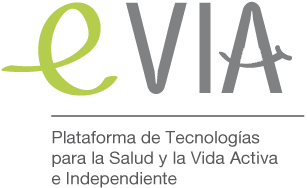 eVIA
Plataforma de Tecnologías
para la Salud y la Vida Activa
e Independiente